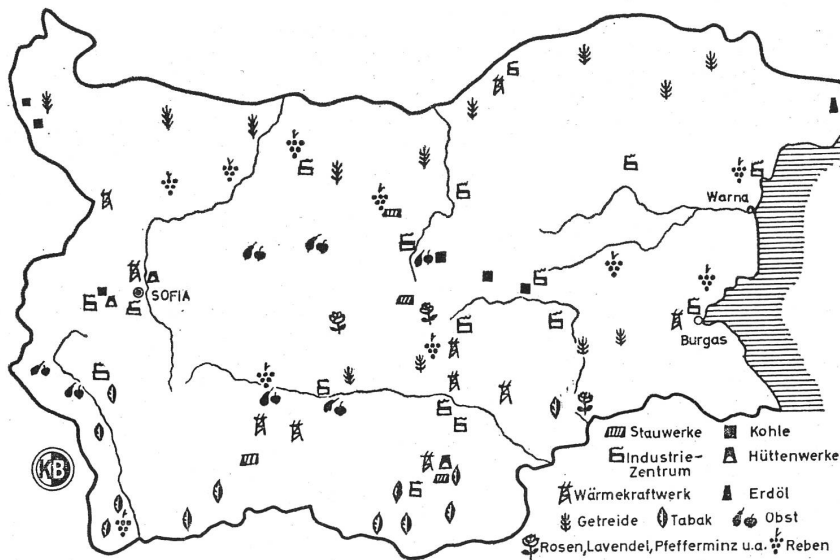 Warna
SOFIA
Burgas
Stauwerke
Kohle
Industrie-
Zentrum
Hüttenwerke
Wärmekraftwerk
Erdöl
Getreide
Tabak
Obst
Rosen, Lavendel, Pfefferminz u.a.
Reben
KB